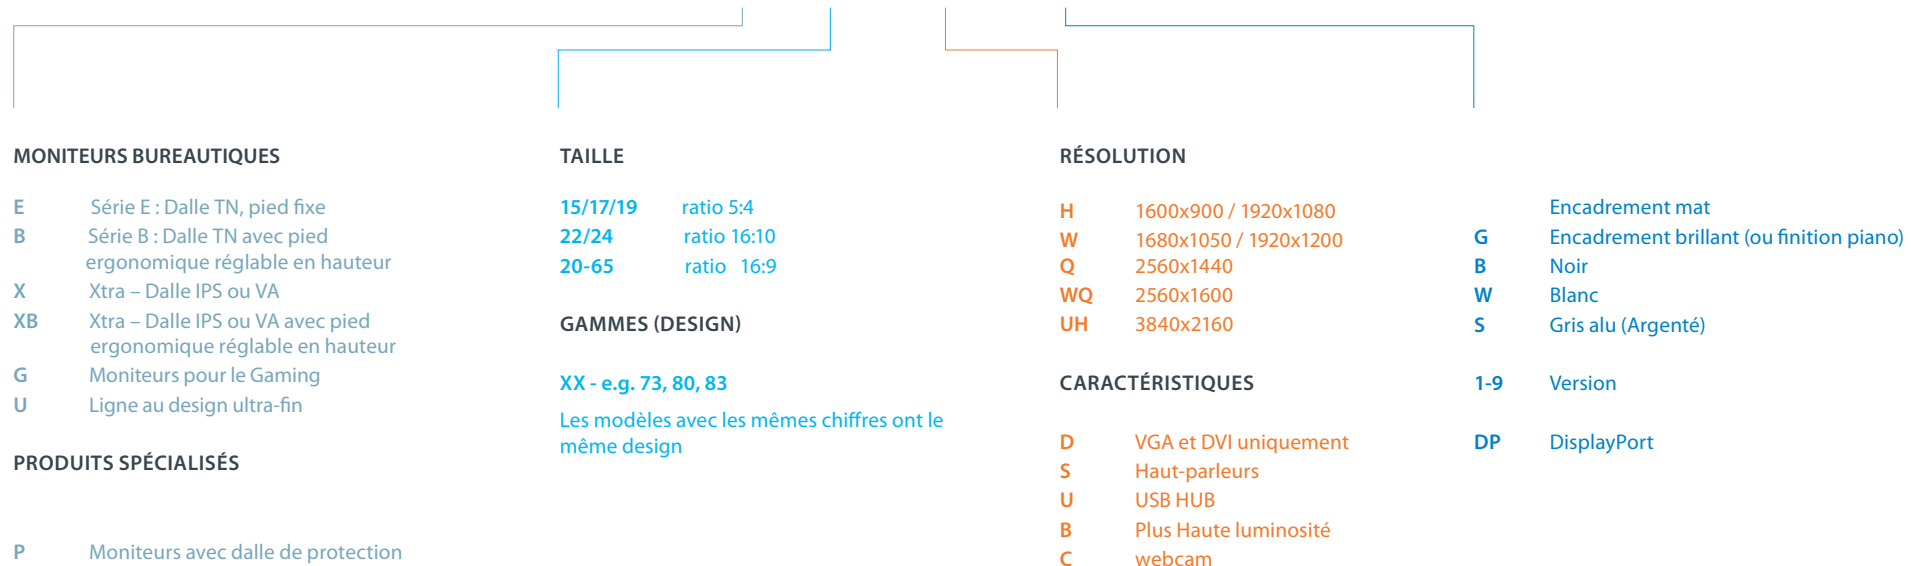 MONITEURS BUREAUTIQUES
E Série E : Dalle TN, pied fixe
B Série B : Dalle TN avec pied
ergonomique réglable en hauteur
X Xtra – Dalle IPS ou VA
XB Xtra – Dalle IPS ou VA avec pied
ergonomique réglable en hauteur
G Moniteurs pour le Gaming
U Ligne au design ultra-fin
PRODUITS SPÉCIALISÉS
P Moniteurs avec dalle de protection
TAILLE
15/17/19 ratio 5:4
22/24 ratio 16:10
20-65 ratio 16:9
GAMMES (DESIGN)
XX - e.g. 73, 80, 83
Les modèles avec les mêmes chiffres ont le
même design
RÉSOLUTION
H 1600x900 / 1920x1080
W 1680x1050 / 1920x1200
Q 2560x1440
WQ 2560x1600
UH 3840x2160
CARACTÉRISTIQUES
D VGA et DVI uniquement
S Haut-parleurs
U USB HUB
B Plus Haute luminosité
C webcam
Encadrement mat
G Encadrement brillant (ou finition piano)
B Noir
W Blanc
S Gris alu (Argenté)
1-9 Version
DP DisplayPort